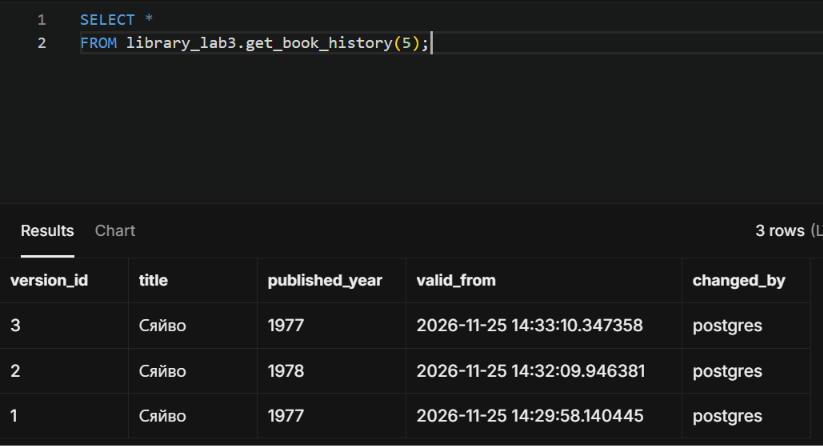 1 SELECT *
2 FROM library_lab3.get_book_history(5);
Results Chart 3 rows (L
version_id title published_year valid_from changed_by
3 Сяйво 1977 2026-11-25 14:33:10.347358 postgres
2 Сяйво 1978 2026-11-25 14:32:09.946381 postgres
1 Сяйво 1977 2026-11-25 14:29:58.140445 postgres